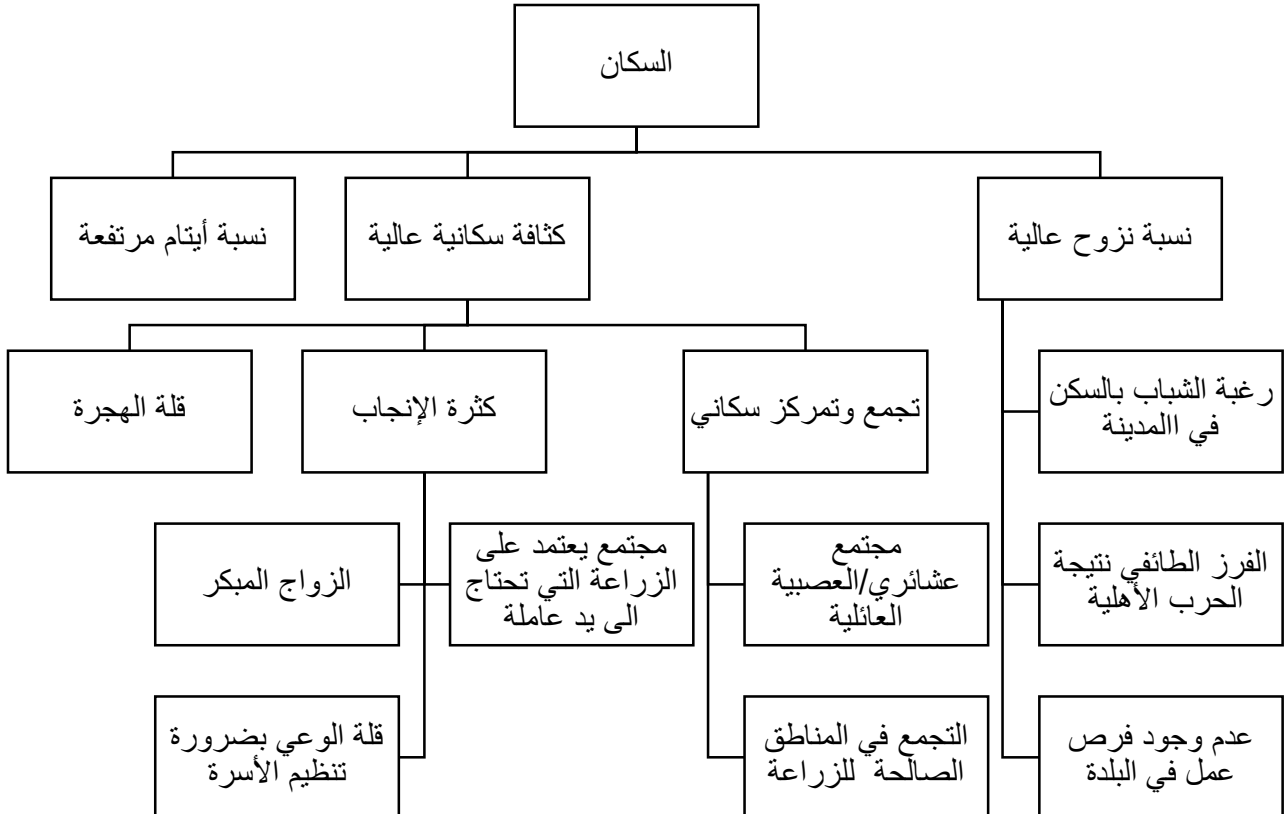 السكان
نسبة نزوح عالية
كثافة سكانية عالية
نسبة أيتام مرتفعة
تجمع وتمركز سكاني
كثرة الإنجاب
قلة الهجرة
رغبة الشباب بالسكن
في االمدينة
مجتمع
عشائري/العصبية
العائلية
مجتمع يعتمد على
الزراعة التي تحتاج
الى يد عاملة
الزواج المبكر
الفرز الطائفي نتيجة
الحرب الأهلية
التجمع في المناطق
الصالحة للزراعة
قلة الوعي بضرورة
تنظيم الأسرة
عدم وجود فرص
عمل في البلدة